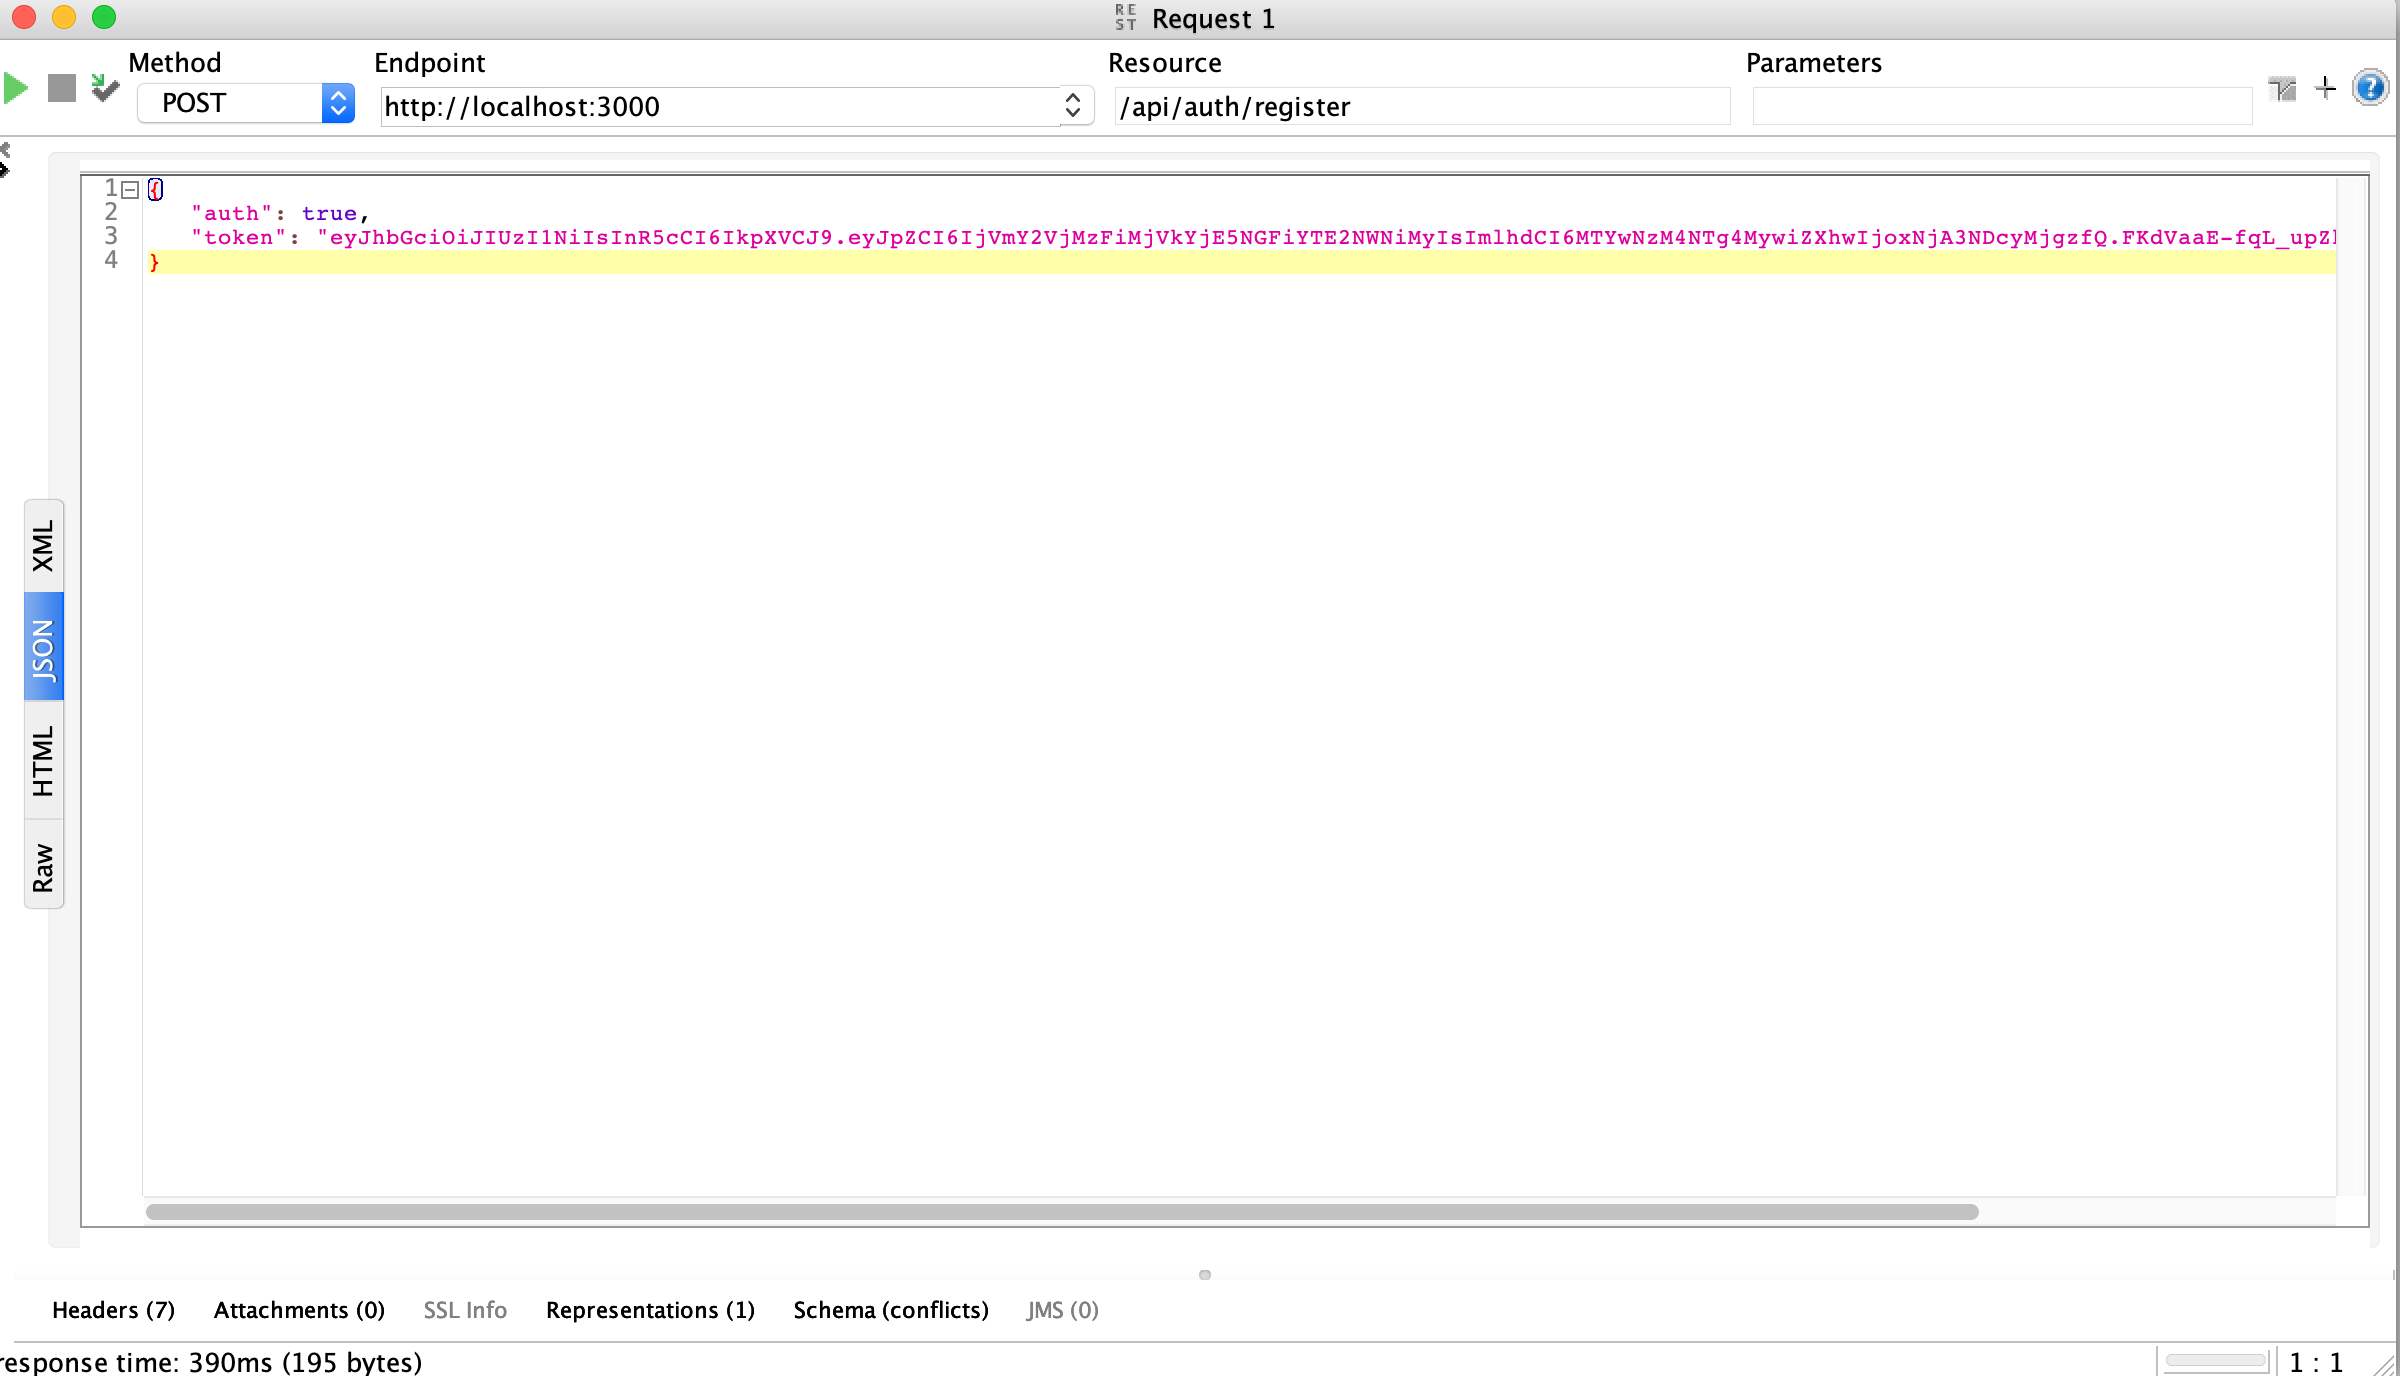 REST Request 1
Method Endpoint Resource Parameters
POST http://localhost:3000 /api/auth/register
1 {
2 "auth": true,
3 "token": "eyJhbGciOiJIUzI1NiIsInR5cCI6IkpXVCJ9.eyJpZCI6IjVmY2VjMzFiMjVkYjE5NGFiYTE2NWNiMyIsImlhdCI6MTYwNzM4NTg4MywiZXhwIjoxNjA3NDcyMjgzfQ.FKdVaaE-fqL_upZ
4 }
XML
JSON
HTML
Raw
Headers (7) Attachments (0) SSL Info Representations (1) Schema (conflicts) JMS (0)
response time: 390ms (195 bytes) 1 : 1